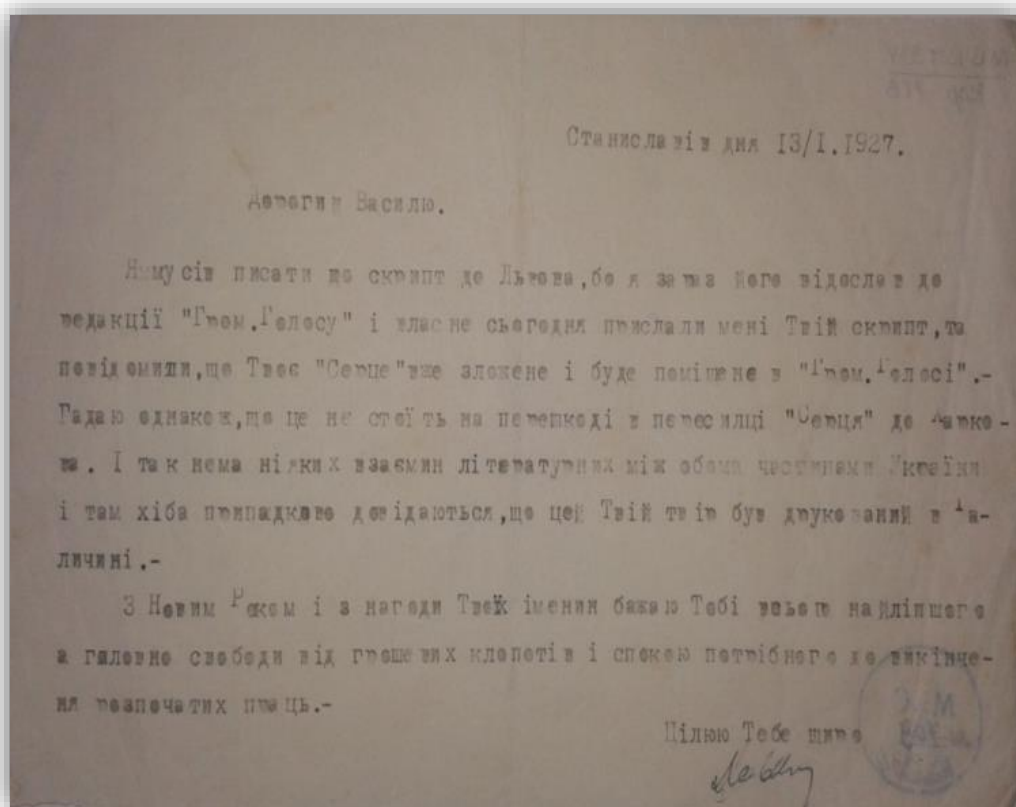 Станиславів дня 13/I.1927.
Дорогий Василю.
писати по скрипт до Львова,бо я зараз його відослав до
редакції "Гром.Голосу" і власне сьогодня прислали мені Твій скрипт,та
повідомили,що Твоє "Серце"вже зложене і буде поміщене в "Гром.Голосі".-
Гадаю однакож,що це не стоїть на перешкоді в пересилці "Серця" до Харко-
ва. І так нема ніяких взаємин літературних між обома частинами України
і там хіба припадково довідаються,що цей Твій твір був друкований в Га-
личині.-
З Новим Роком і з нагоди Твоїх іменин бажаю Тобі всього найліпшого
а головно свободи від грошевих клопотів і спокою потрібного до викінче-
ня розпочатих праць.-
Цілюю Тебе щиро